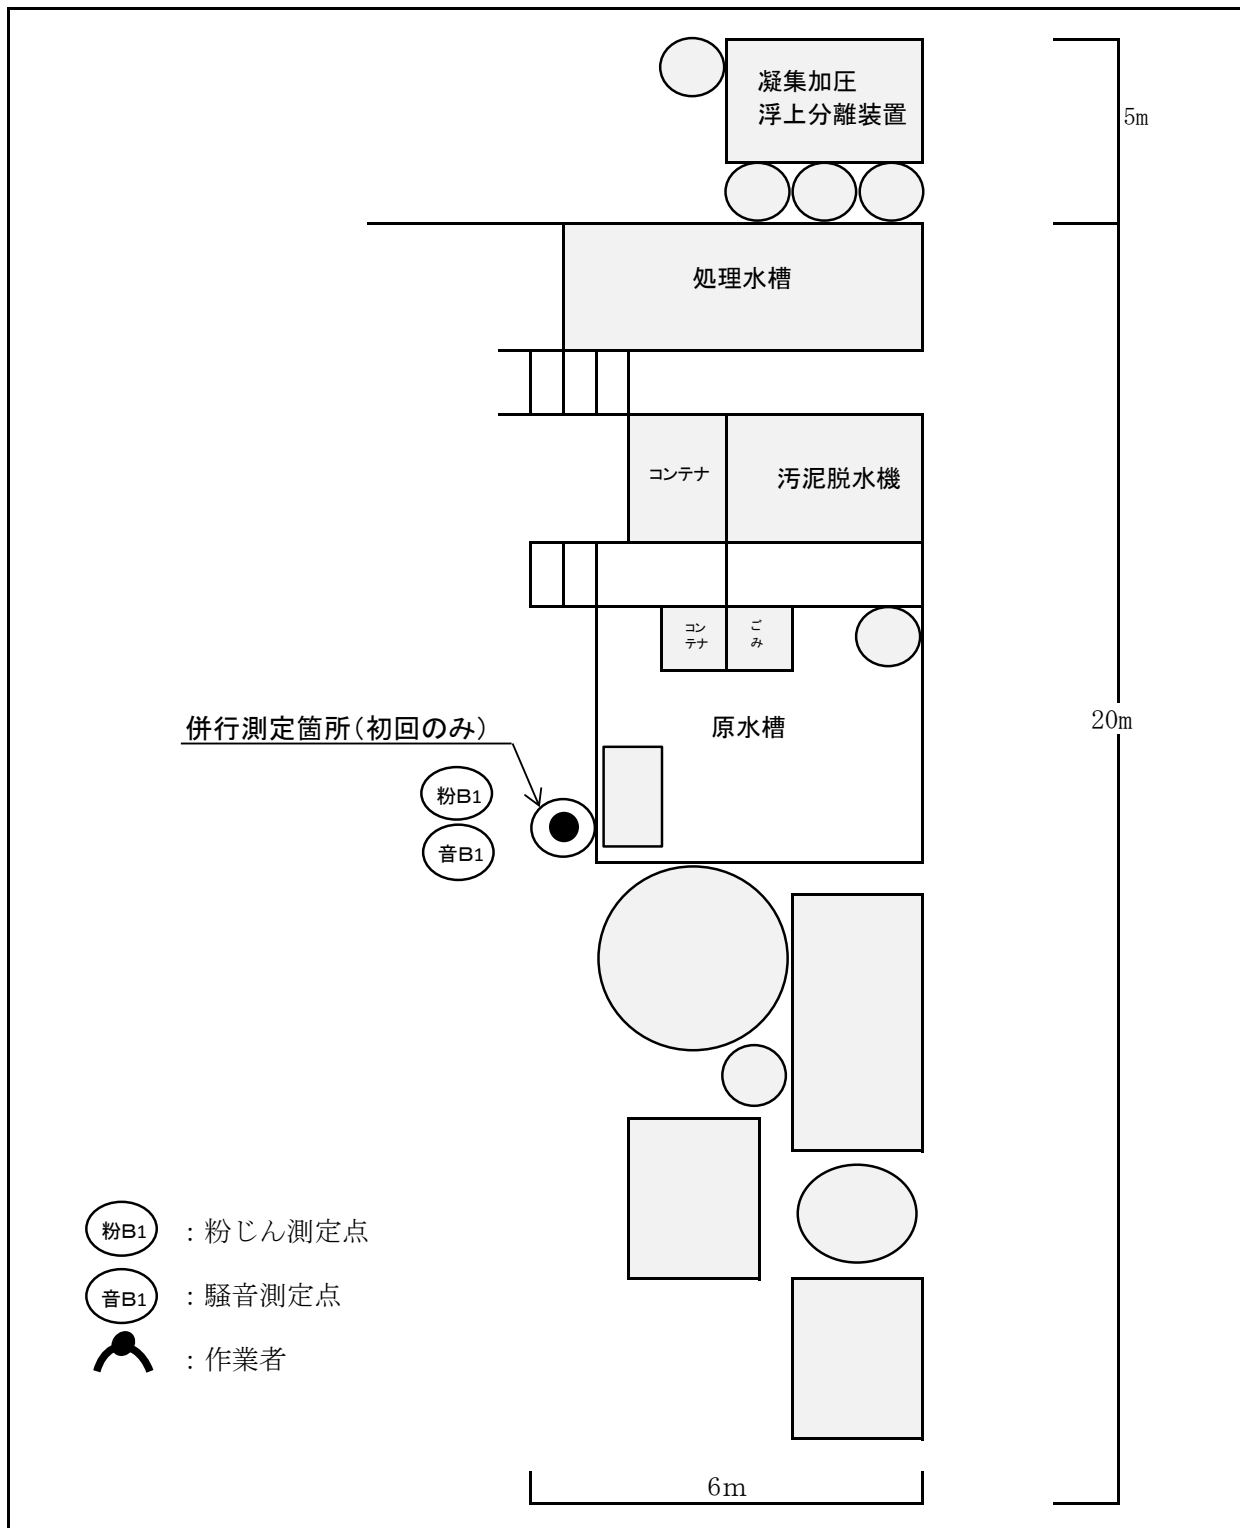 凝集加圧
浮上分離装置
5m
処理水槽
コンテナ
汚泥脱水機
コン
テナ
ご
み
20m
併行測定箇所(初回のみ)
原水槽
粉B1
音B1
粉B1
:粉じん測定点
音B1
:騒音測定点
:作業者
6m